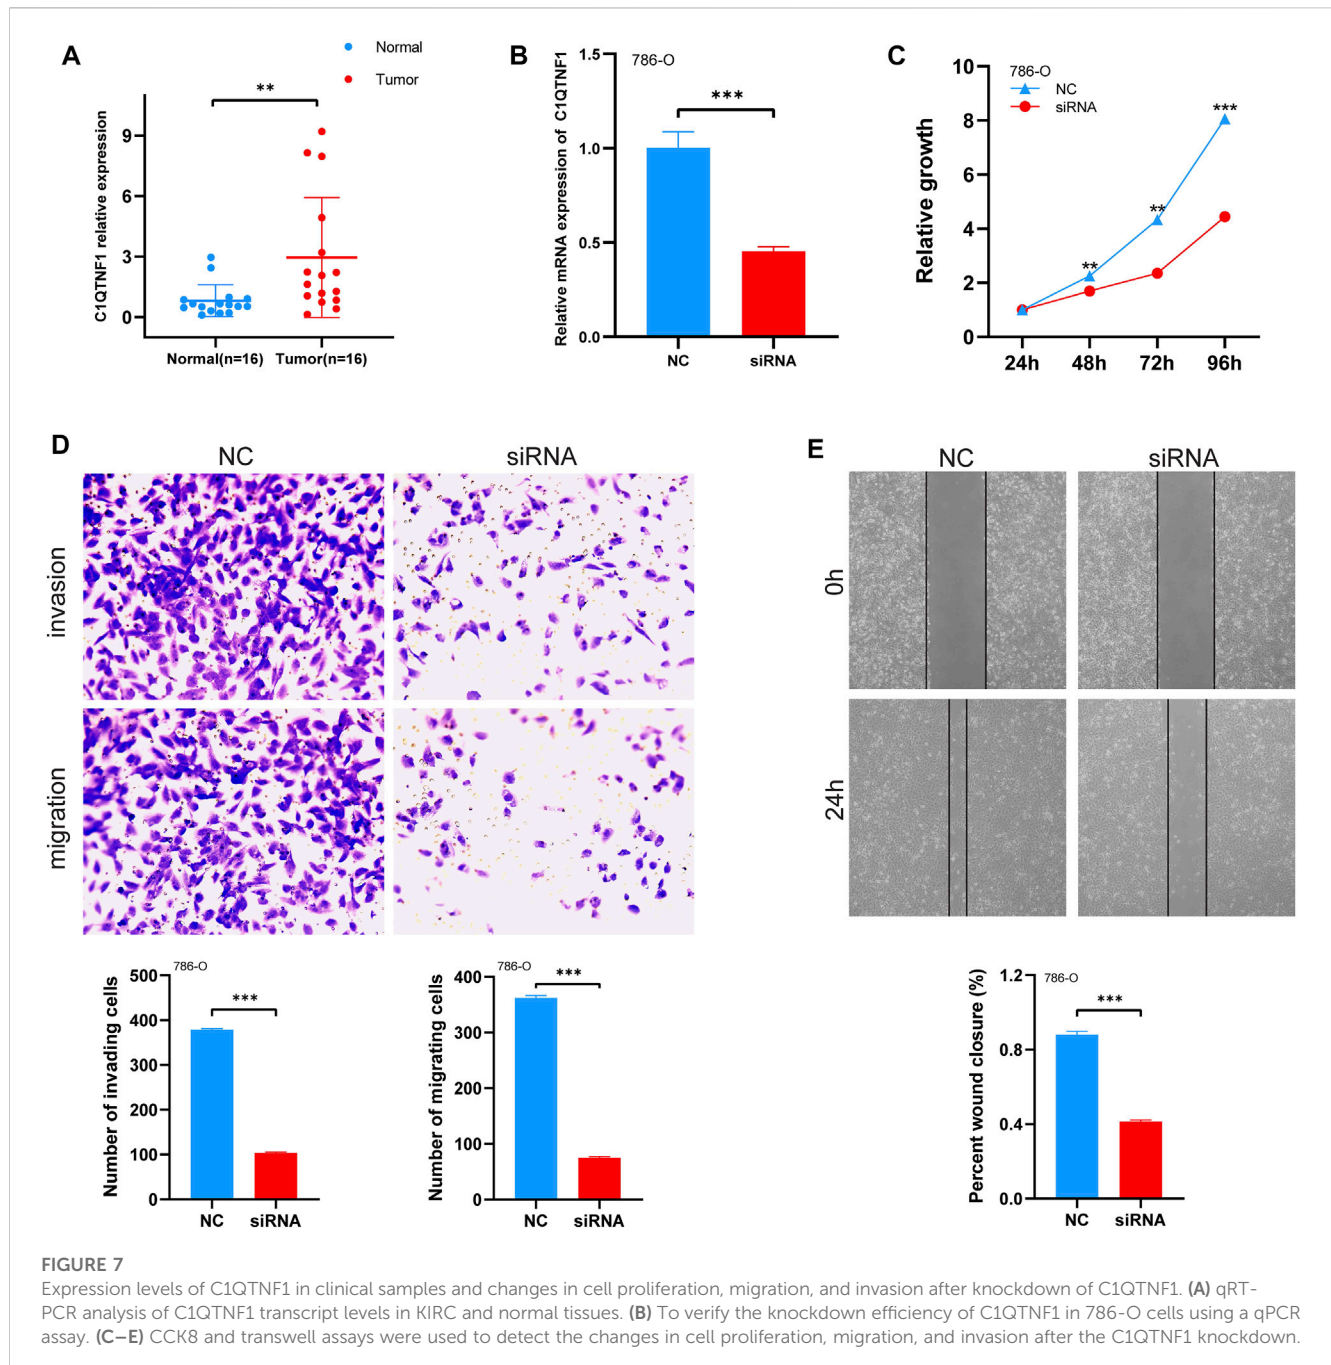 A
Normal
Tumor
**
C1QTNF1 relative expression
9
6
3
0
Normal(n=16)
Tumor(n=16)
B
786-O
***
Relative mRNA expression of C1QTNF1
1.5
1.0
0.5
0.0
NC
siRNA
C
786-O
NC
siRNA
Relative growth
10
8
6
4
2
0
**
**
***
24h
48h
72h
96h
D
NC
siRNA
invasion
migration
786-O
***
Number of invading cells
500
400
300
200
100
0
NC
siRNA
786-O
***
Number of migrating cells
400
300
200
100
0
NC
siRNA
E
NC
siRNA
0h
24h
786-O
***
Percent wound closure (%)
1.2
0.8
0.4
0.0
NC
siRNA
FIGURE 7
Expression levels of C1QTNF1 in clinical samples and changes in cell proliferation, migration, and invasion after knockdown of C1QTNF1. (A) qRT-
PCR analysis of C1QTNF1 transcript levels in KIRC and normal tissues. (B) To verify the knockdown efficiency of C1QTNF1 in 786-O cells using a qPCR
assay. (C–E) CCK8 and transwell assays were used to detect the changes in cell proliferation, migration, and invasion after the C1QTNF1 knockdown.